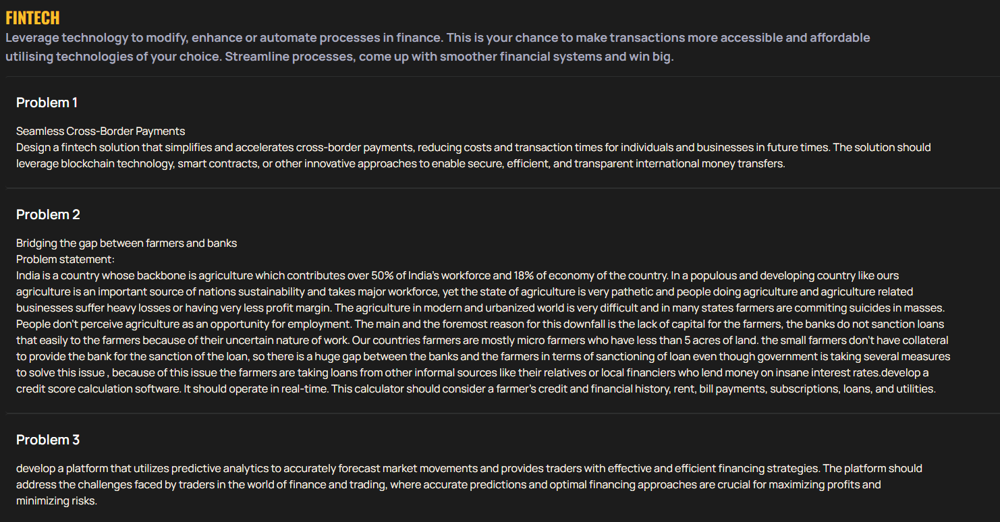 FINTECH
Leverage technology to modify, enhance or automate processes in finance. This is your chance to make transactions more accessible and affordable
utilising technologies of your choice. Streamline processes, come up with smoother financial systems and win big.
Problem 1
Seamless Cross-Border Payments
Design a fintech solution that simplifies and accelerates cross-border payments, reducing costs and transaction times for individuals and businesses in future times. The solution should
leverage blockchain technology, smart contracts, or other innovative approaches to enable secure, efficient, and transparent international money transfers.
Problem 2
Bridging the gap between farmers and banks
Problem statement:
India is a country whose backbone is agriculture which contributes over 50% of India's workforce and 18% of economy of the country. In a populous and developing country like ours
agriculture is an important source of nations sustainability and takes major workforce, yet the state of agriculture is very pathetic and people doing agriculture and agriculture related
businesses suffer heavy losses or having very less profit margin. The agriculture in modern and urbanized world is very difficult and in many states farmers are commiting suicides in masses.
People don't perceive agriculture as an opportunity for employment. The main and the foremost reason for this downfall is the lack of capital for the farmers, the banks do not sanction loans
that easily to the farmers because of their uncertain nature of work. Our countries farmers are mostly micro farmers who have less than 5 acres of land. the small farmers don't have collateral
to provide the bank for the sanction of the loan, so there is a huge gap between the banks and the farmers in terms of sanctioning of loan even though government is taking several measures
to solve this issue , because of this issue the farmers are taking loans from other informal sources like their relatives or local financiers who lend money on insane interest rates.develop a
credit score calculation software. It should operate in real-time. This calculator should consider a farmer's credit and financial history, rent, bill payments, subscriptions, loans, and utilities.
Problem 3
develop a platform that utilizes predictive analytics to accurately forecast market movements and provides traders with effective and efficient financing strategies. The platform should
address the challenges faced by traders in the world of finance and trading, where accurate predictions and optimal financing approaches are crucial for maximizing profits and
minimizing risks.